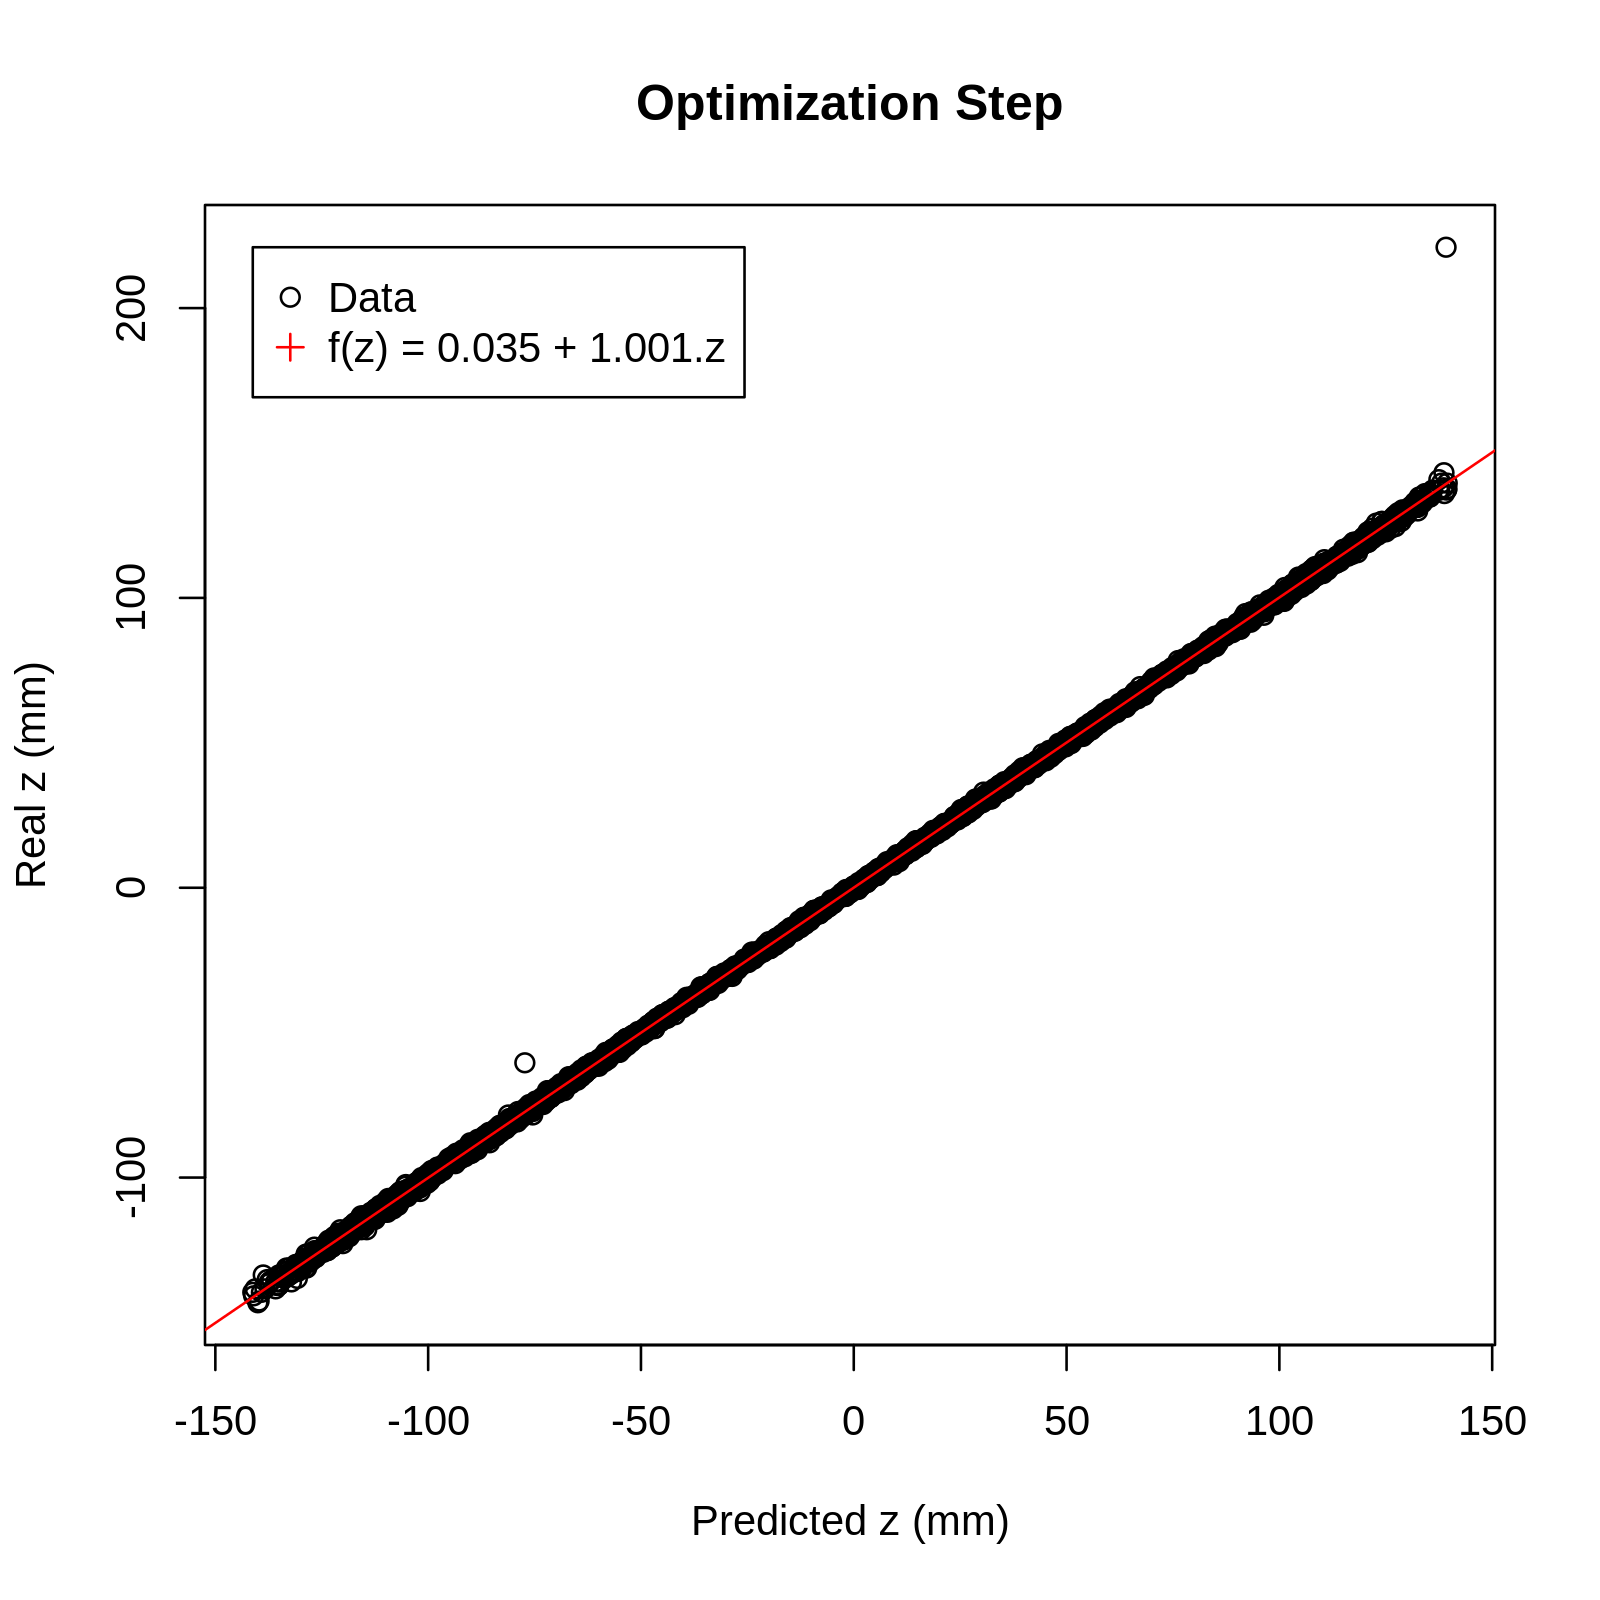 Optimization Step
Data
f(z) = 0.035 + 1.001.z
Real z (mm)
200
100
0
-100
-150
-100
-50
0
50
100
150
Predicted z (mm)